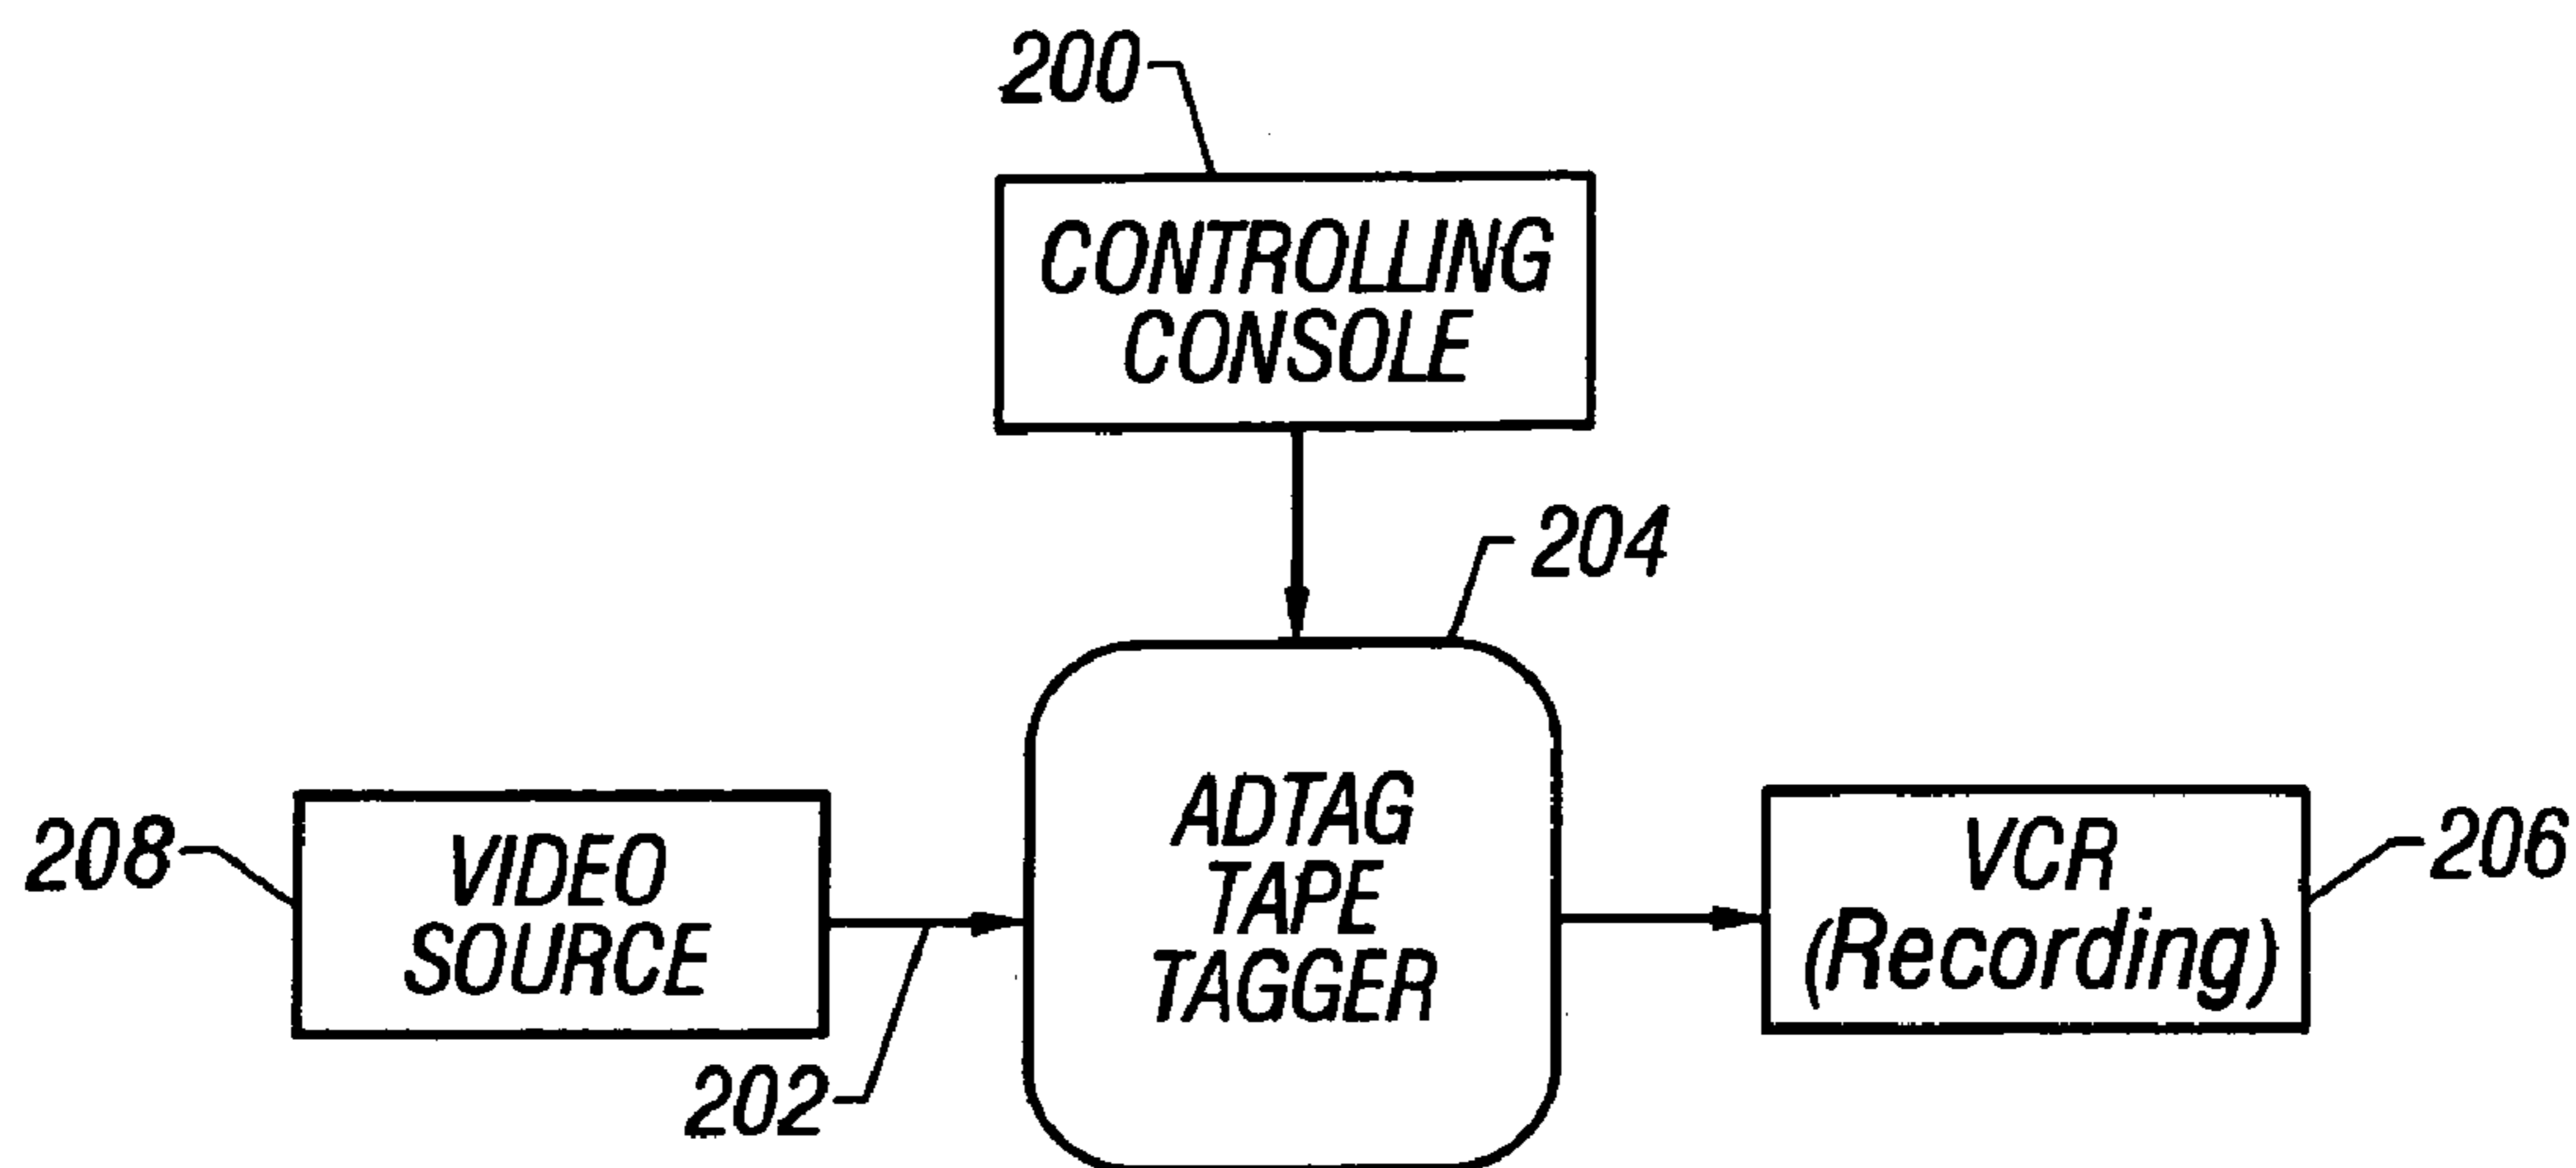 200
CONTROLLING
CONSOLE
204
208
VIDEO
SOURCE
202
ADTAG
TAPE
TAGGER
VCR
(Recording)
206